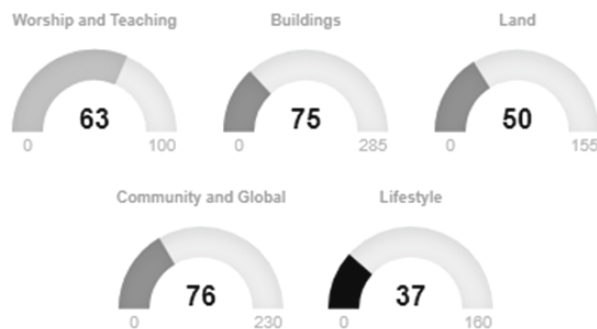 Worship and Teaching
63
0 100
Buildings
75
0 285
Land
50
0 155
Community and Global
76
0 230
Lifestyle
37
0 160